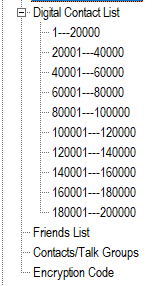 Digital Contact List
1---20000
20001---40000
40001---60000
60001---80000
80001---100000
100001---120000
120001---140000
140001---160000
160001---180000
180001---200000
Friends List
Contacts/Talk Groups
Encryption Code